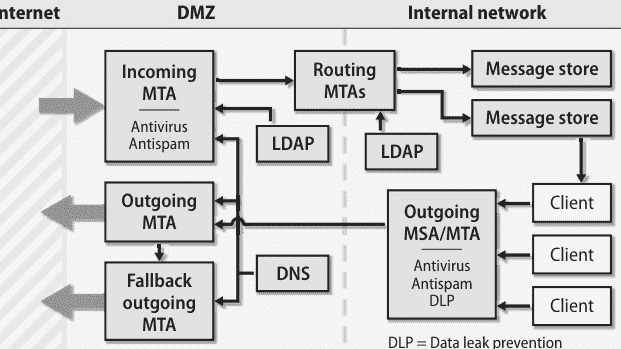 nternet
DMZ
Internal network
Incoming
MTA
Antivirus
Antispam
Routing
MTAs
Message store
Message store
LDAP
LDAP
Outgoing
MTA
Outgoing
MSA/MTA
Antivirus
Antispam
DLP
Client
Client
Client
DNS
Fallback
outgoing
MTA
DLP = Data leak prevention